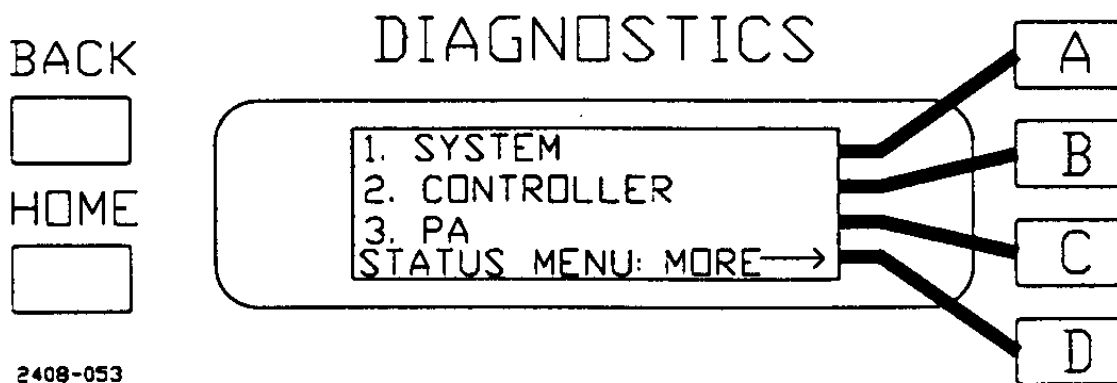 DIAGNOSTICS
BACK
HOME
1. SYSTEM
2. CONTROLLER
3. PA
STATUS MENU: MORE→
A
B
C
D
2408-053